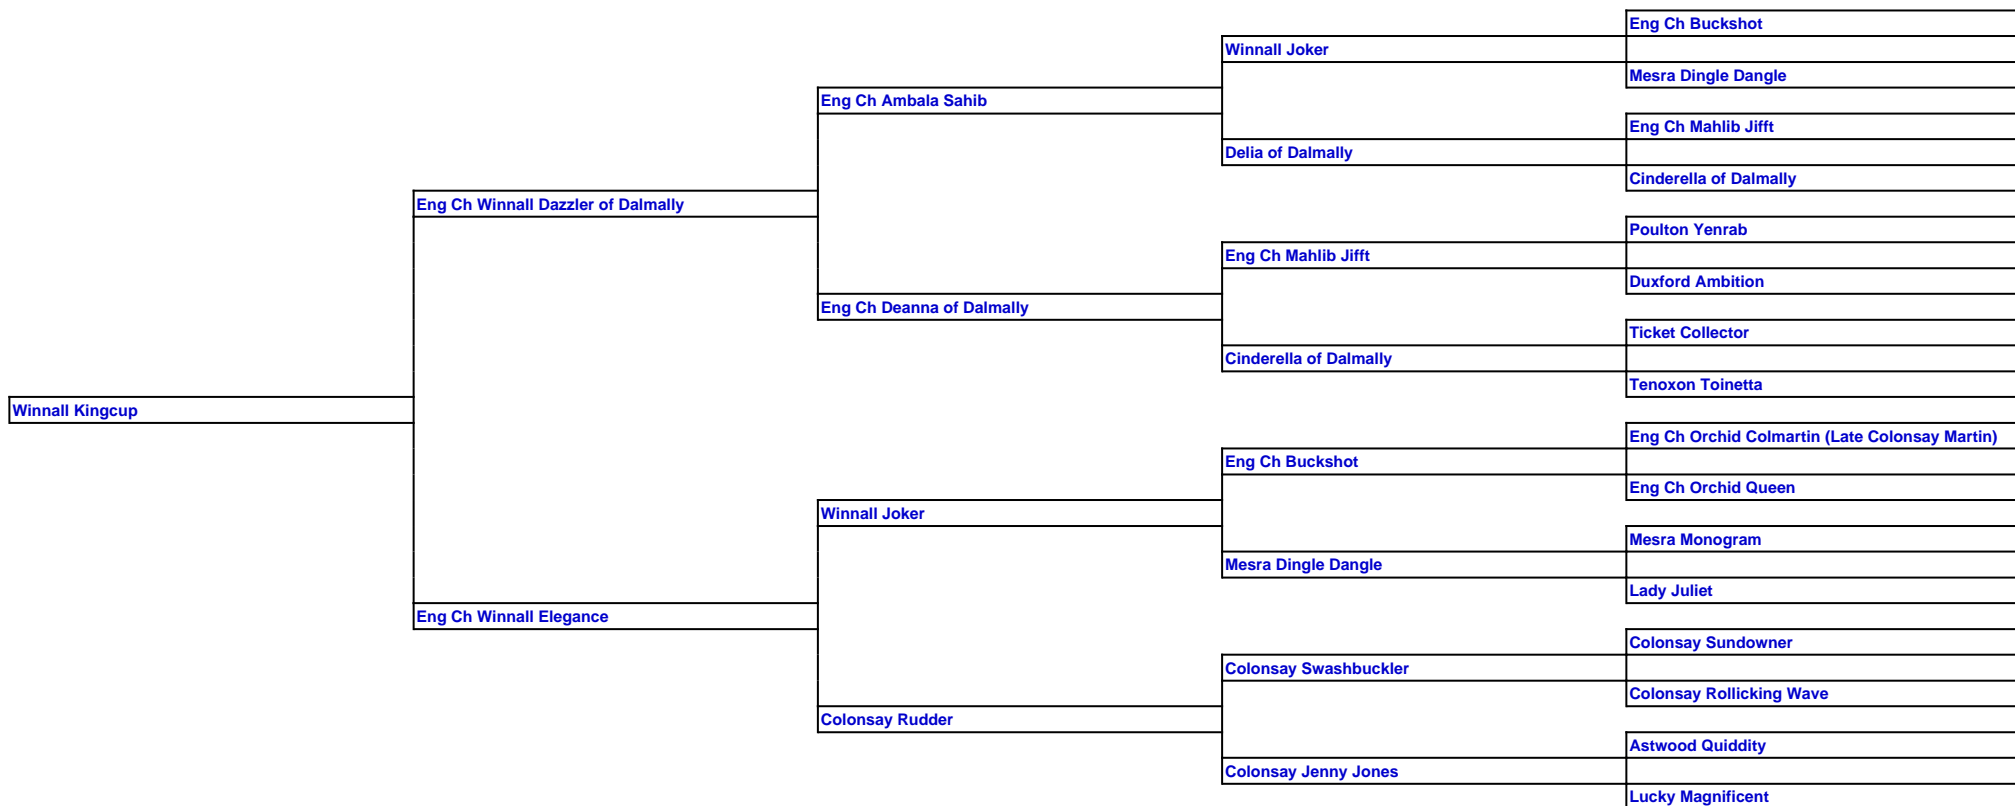 Eng Ch Buckshot
Winnall Joker
Mesra Dingle Dangle
Eng Ch Ambala Sahib
Eng Ch Mahlib Jifft
Delia of Dalmally
Cinderella of Dalmally
Eng Ch Winnall Dazzler of Dalmally
Poulton Yenrab
Eng Ch Mahlib Jifft
Duxford Ambition
Eng Ch Deanna of Dalmally
Ticket Collector
Cinderella of Dalmally
Tenoxon Toinetta
Winnall Kingcup
Eng Ch Orchid Colmartin (Late Colonsay Martin)
Eng Ch Buckshot
Eng Ch Orchid Queen
Winnall Joker
Mesra Monogram
Mesra Dingle Dangle
Lady Juliet
Eng Ch Winnall Elegance
Colonsay Sundowner
Colonsay Swashbuckler
Colonsay Rollicking Wave
Colonsay Rudder
Astwood Quiddity
Colonsay Jenny Jones
Lucky Magnificent